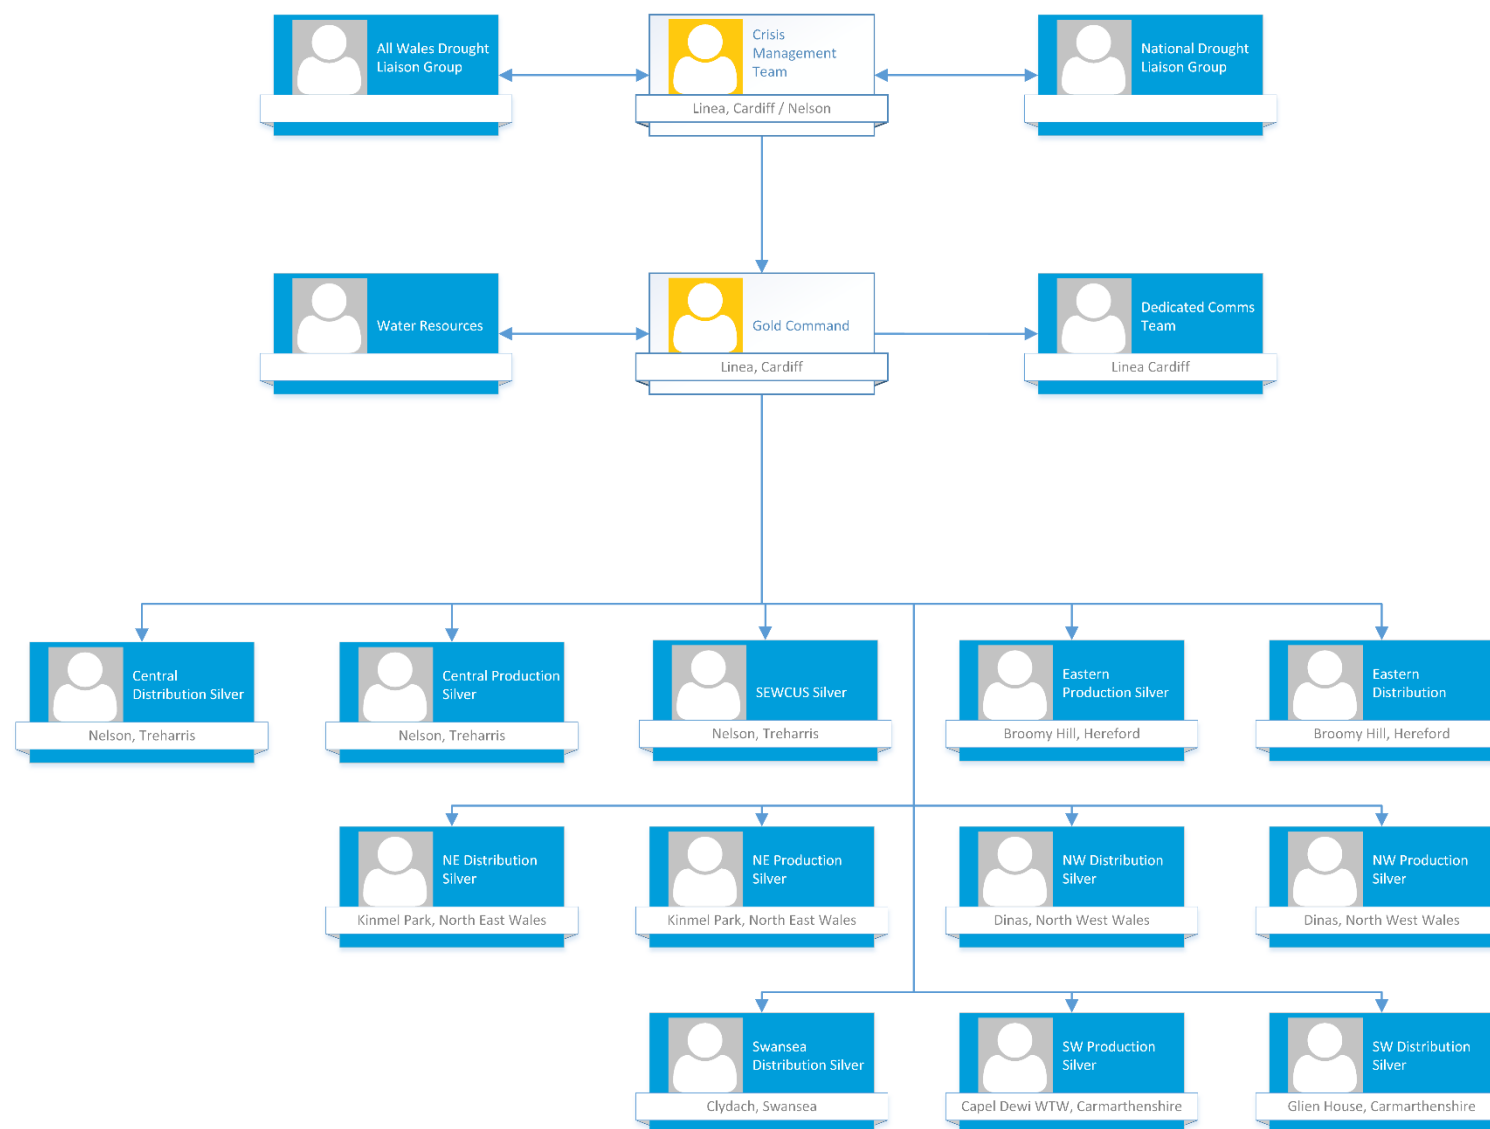 All Wales Drought
Liaison Group
Crisis
Management
Team
Linea, Cardiff / Nelson
National Drought
Liaison Group
Water Resources
Gold Command
Linea, Cardiff
Dedicated Comms
Team
Linea Cardiff
Central
Distribution Silver
Nelson, Treharris
Central Production
Silver
Nelson, Treharris
SEWCUS Silver
Nelson, Treharris
Eastern
Production Silver
Broomy Hill, Hereford
Eastern
Distribution
Broomy Hill, Hereford
NE Distribution
Silver
Kinmel Park, North East Wales
NE Production
Silver
Kinmel Park, North East Wales
NW Distribution
Silver
Dinas, North West Wales
NW Production
Silver
Dinas, North West Wales
Swansea
Distribution Silver
Clydach, Swansea
SW Production
Silver
Capel Dewi WTW, Carmarthenshire
SW Distribution
Silver
Glien House, Carmarthenshire